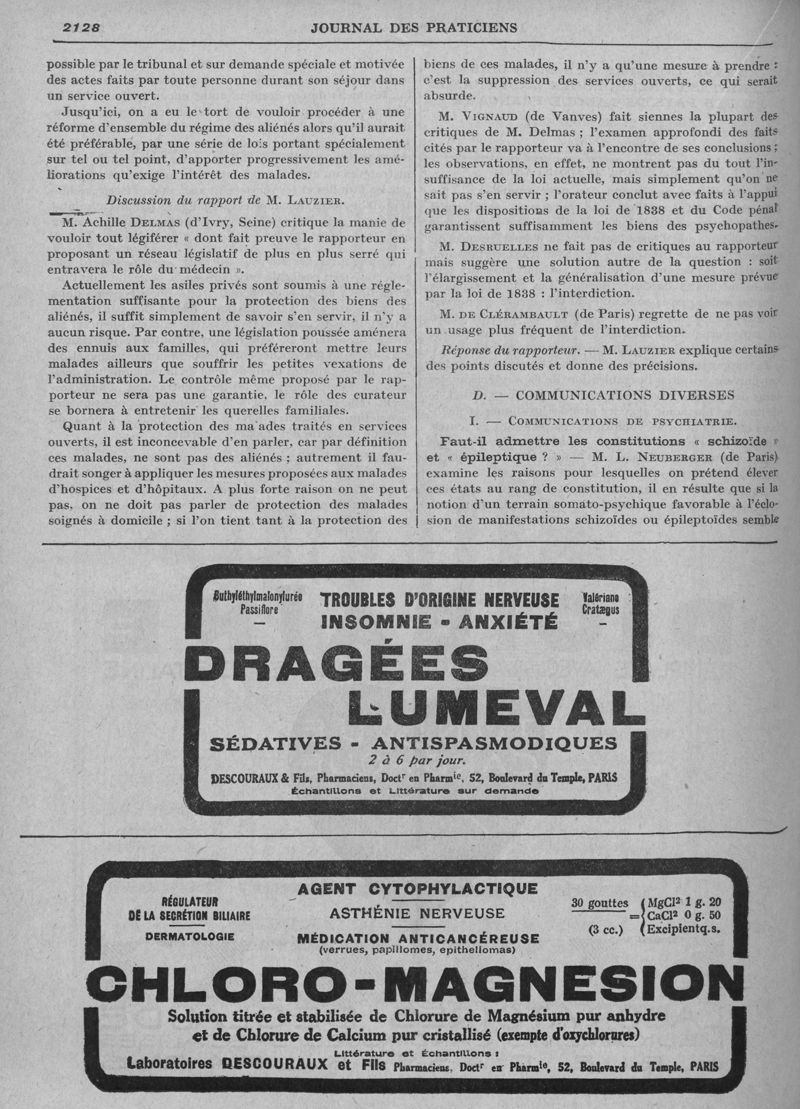 2128 JOURNAL DES PRATICIENS
possible par le tribunal et sur demande spéciale et motivée
des actes faits par toute personne durant son séjour dans
un service ouvert.
Jusqu'ici, on a eu le tort de vouloir procéder à une
réforme d'ensemble du régime des aliénés alors qu'il aurait
été préférable, par une série de lois portant spécialement
sur tel ou tel point, d'apporter progressivement les amé-
liorations qu'exige l'intérêt des malades.
Discussion du rapport de M. LAUZIER.
M. Achille DELMAS (d'Ivry, Seine) critique la manie de
vouloir tout légiférer « dont fait preuve le rapporteur en
proposant un réseau législatif de plus en plus serré qui
entravera le rôle du médecin ».
Actuellement les asiles privés sont soumis à une régle-
mentation suffisante pour la protection des biens des
aliénés, il suffit simplement de savoir s'en servir, il n'y a
aucun risque. Par contre, une législation poussée aménera
des ennuis aux familles, qui préféreront mettre leurs
malades ailleurs que souffrir les petites vexations de
l'administration. Le contrôle même proposé par le rap-
porteur ne sera pas une garantie, le rôle des curateur
se bornera à entretenir les querelles familiales.
Quant à la protection des ma ades traités en services
ouverts, il est inconcevable d'en parler, car par définition
ces malades, ne sont pas des aliénés ; autrement il fau-
drait songer à appliquer les mesures proposées aux malades
d'hospices et d'hôpitaux. A plus forte raison on ne peut
pas, on ne doit pas parler de protection des malades
soignés à domicile ; si l'on tient tant à la protection des
biens de ces malades, il n'y a qu'une mesure à prendre :
c'est la suppression des services ouverts, ce qui serait
absurde.
M. VIGNAUD (de Vanves) fait siennes la plupart des
critiques de M. Delmas ; l'examen approfondi des faits
cités par le rapporteur va à l'encontre de ses conclusions ;
les observations, en effet, ne montrent pas du tout l'in-
suffisance de la loi actuelle, mais simplement qu'on ne
sait pas s'en servir ; l'orateur conclut avec faits à l'appui
que les dispositions de la loi de 1838 et du Code pénal
garantissent suffisamment les biens des psychopathes.
M. DESRUELLES ne fait pas de critiques au rapporteur
mais suggère une solution autre de la question : soit
l'élargissement et la généralisation d'une mesure prévue
par la loi de 1838 : l'interdiction.
M. DE CLÉRAMBAULT (de Paris) regrette de ne pas voir
un usage plus fréquent de l'interdiction.
Réponse du rapporteur. — M. LAUZIER explique certains
des points discutés et donne des précisions.
D. — COMMUNICATIONS DIVERSES
I. — COMMUNICATIONS DE PSYCHIATRIE.
Faut-il admettre les constitutions « schizoïde »
et « épileptique ? » — M. L. NEUBERGER (de Paris)
examine les raisons pour lesquelles on prétend élever
ces états au rang de constitution, il en résulte que si la
notion d'un terrain somato-psychique favorable à l'éclo-
sion de manifestations schizoïdes ou épileptoïdes semble
Buthyléthylmalonylurée
Passiflore
—
TROUBLES D'ORIGINE NERVEUSE
INSOMNIE - ANXIÉTÉ
Valériane
Cratægus
—
DRAGÉES
LUMEVAL
SÉDATIVES - ANTISPASMODIQUES
2 à 6 par jour.
DESCOURAUX & Fils, Pharmaciens, Doctr en Pharmie, 52, Boulevard du Temple, PARIS
Échantillons et Littérature sur demande
RÉGULATEUR
DE LA SECRÉTION BILIAIRE
DERMATOLOGIE
AGENT CYTOPHYLACTIQUE
ASTHÉNIE NERVEUSE
MÉDICATION ANTICANCÉREUSE
(verrues, papillomes, epitheliomas)
30 gouttes
(3 cc.)
=
MgCl² 1 g. 20
CaCl² 0 g. 50
Excipientq.s.
CHLORO-MAGNESION
Solution titrée et stabilisée de Chlorure de Magnésium pur anhydre
et de Chlorure de Calcium pur cristallisé (exempte d'oxychlorures)
Littérature et Échantillons :
Laboratoires DESCOURAUX et Fils Pharmaciens, Doctr en Pharmie, 52, Boulevard du Temple, PARIS